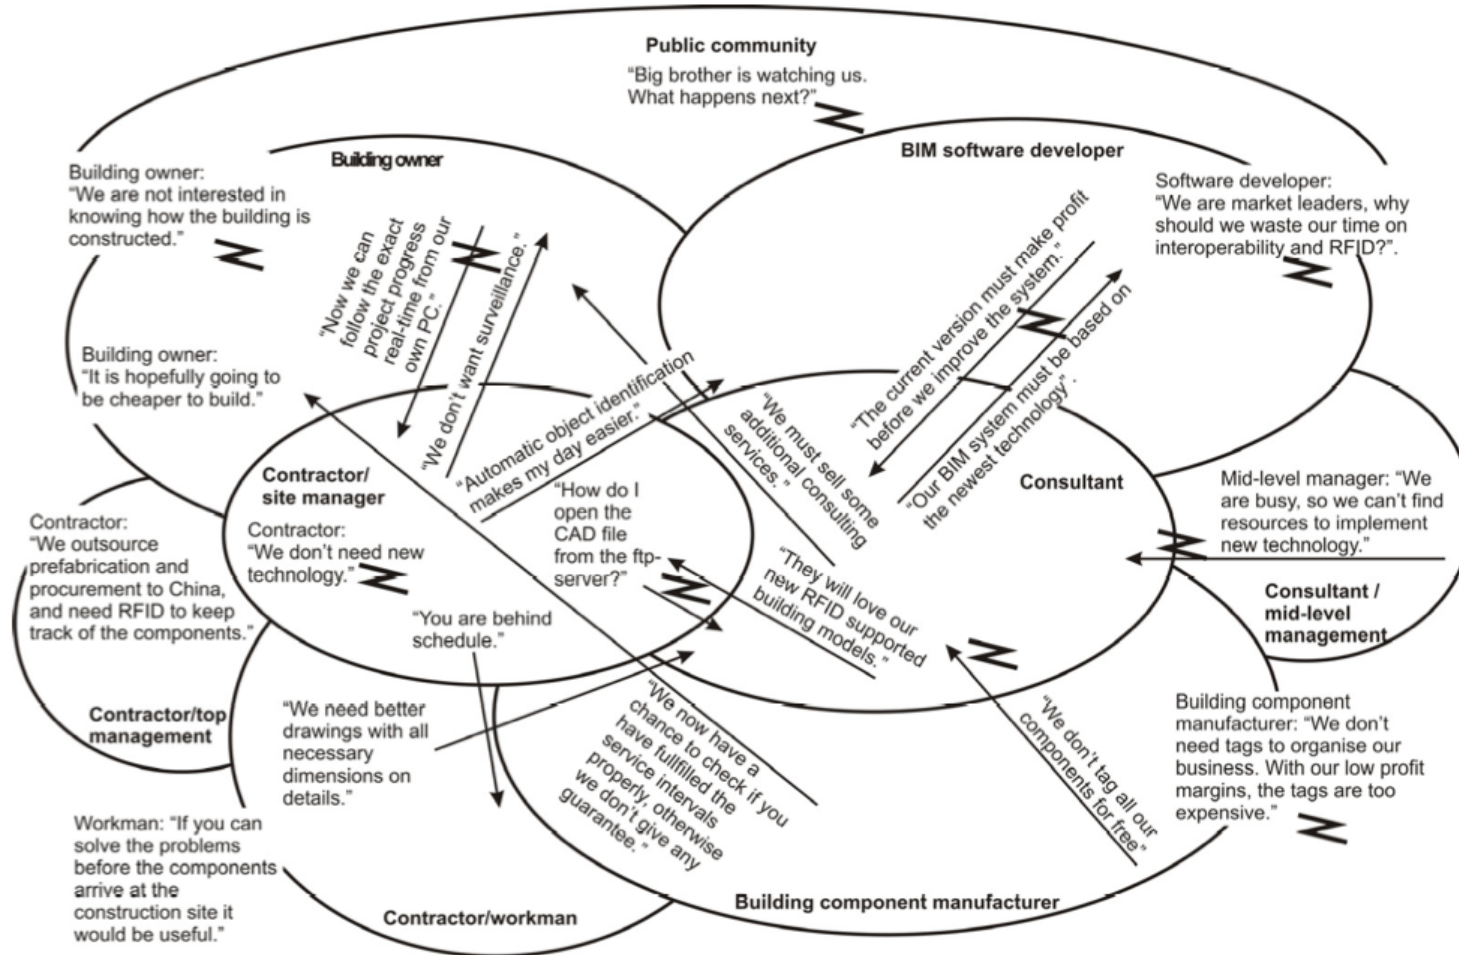 Public community
“Big brother is watching us.
What happens next?”
Building owner
BIM software developer
Building owner:
“We are not interested in
knowing how the building is
constructed.”
Software developer:
“We are market leaders, why
should we waste our time on
interoperability and RFID?”.
“Now we can
follow the exact
project progress
real-time from our
own PC.”
“We don’t want surveillance.”
“The current version must make profit
before we improve the system.”
“Our BIM system must be based on
the newest technology”.
Building owner:
“It is hopefully going to
be cheaper to build.”
“Automatic object identification
makes my day easier.”
“We must sell some
additional consulting
services.”
Contractor/
site manager
Contractor:
“We don’t need new
technology.”
“How do I
open the
CAD file
from the ftp-
server?”
Consultant
Mid-level manager: “We
are busy, so we can’t find
resources to implement
new technology.”
Consultant /
mid-level
management
Contractor:
“We outsource
prefabrication and
procurement to China,
and need RFID to keep
track of the components.”
Contractor/top
management
“You are behind
schedule.”
“They will love our
new RFID supported
building models.”
“We need better
drawings with all
necessary
dimensions on
details.”
“We now have a
chance to check if you
have fullfilled the
service intervals
properly, otherwise
we don’t give any
guarantee.”
“We don’t tag all our
components for free”
Building component
manufacturer: “We don’t
need tags to organise our
business. With our low profit
margins, the tags are too
expensive.”
Workman: “If you can
solve the problems
before the components
arrive at the
construction site it
would be useful.”
Contractor/workman
Building component manufacturer